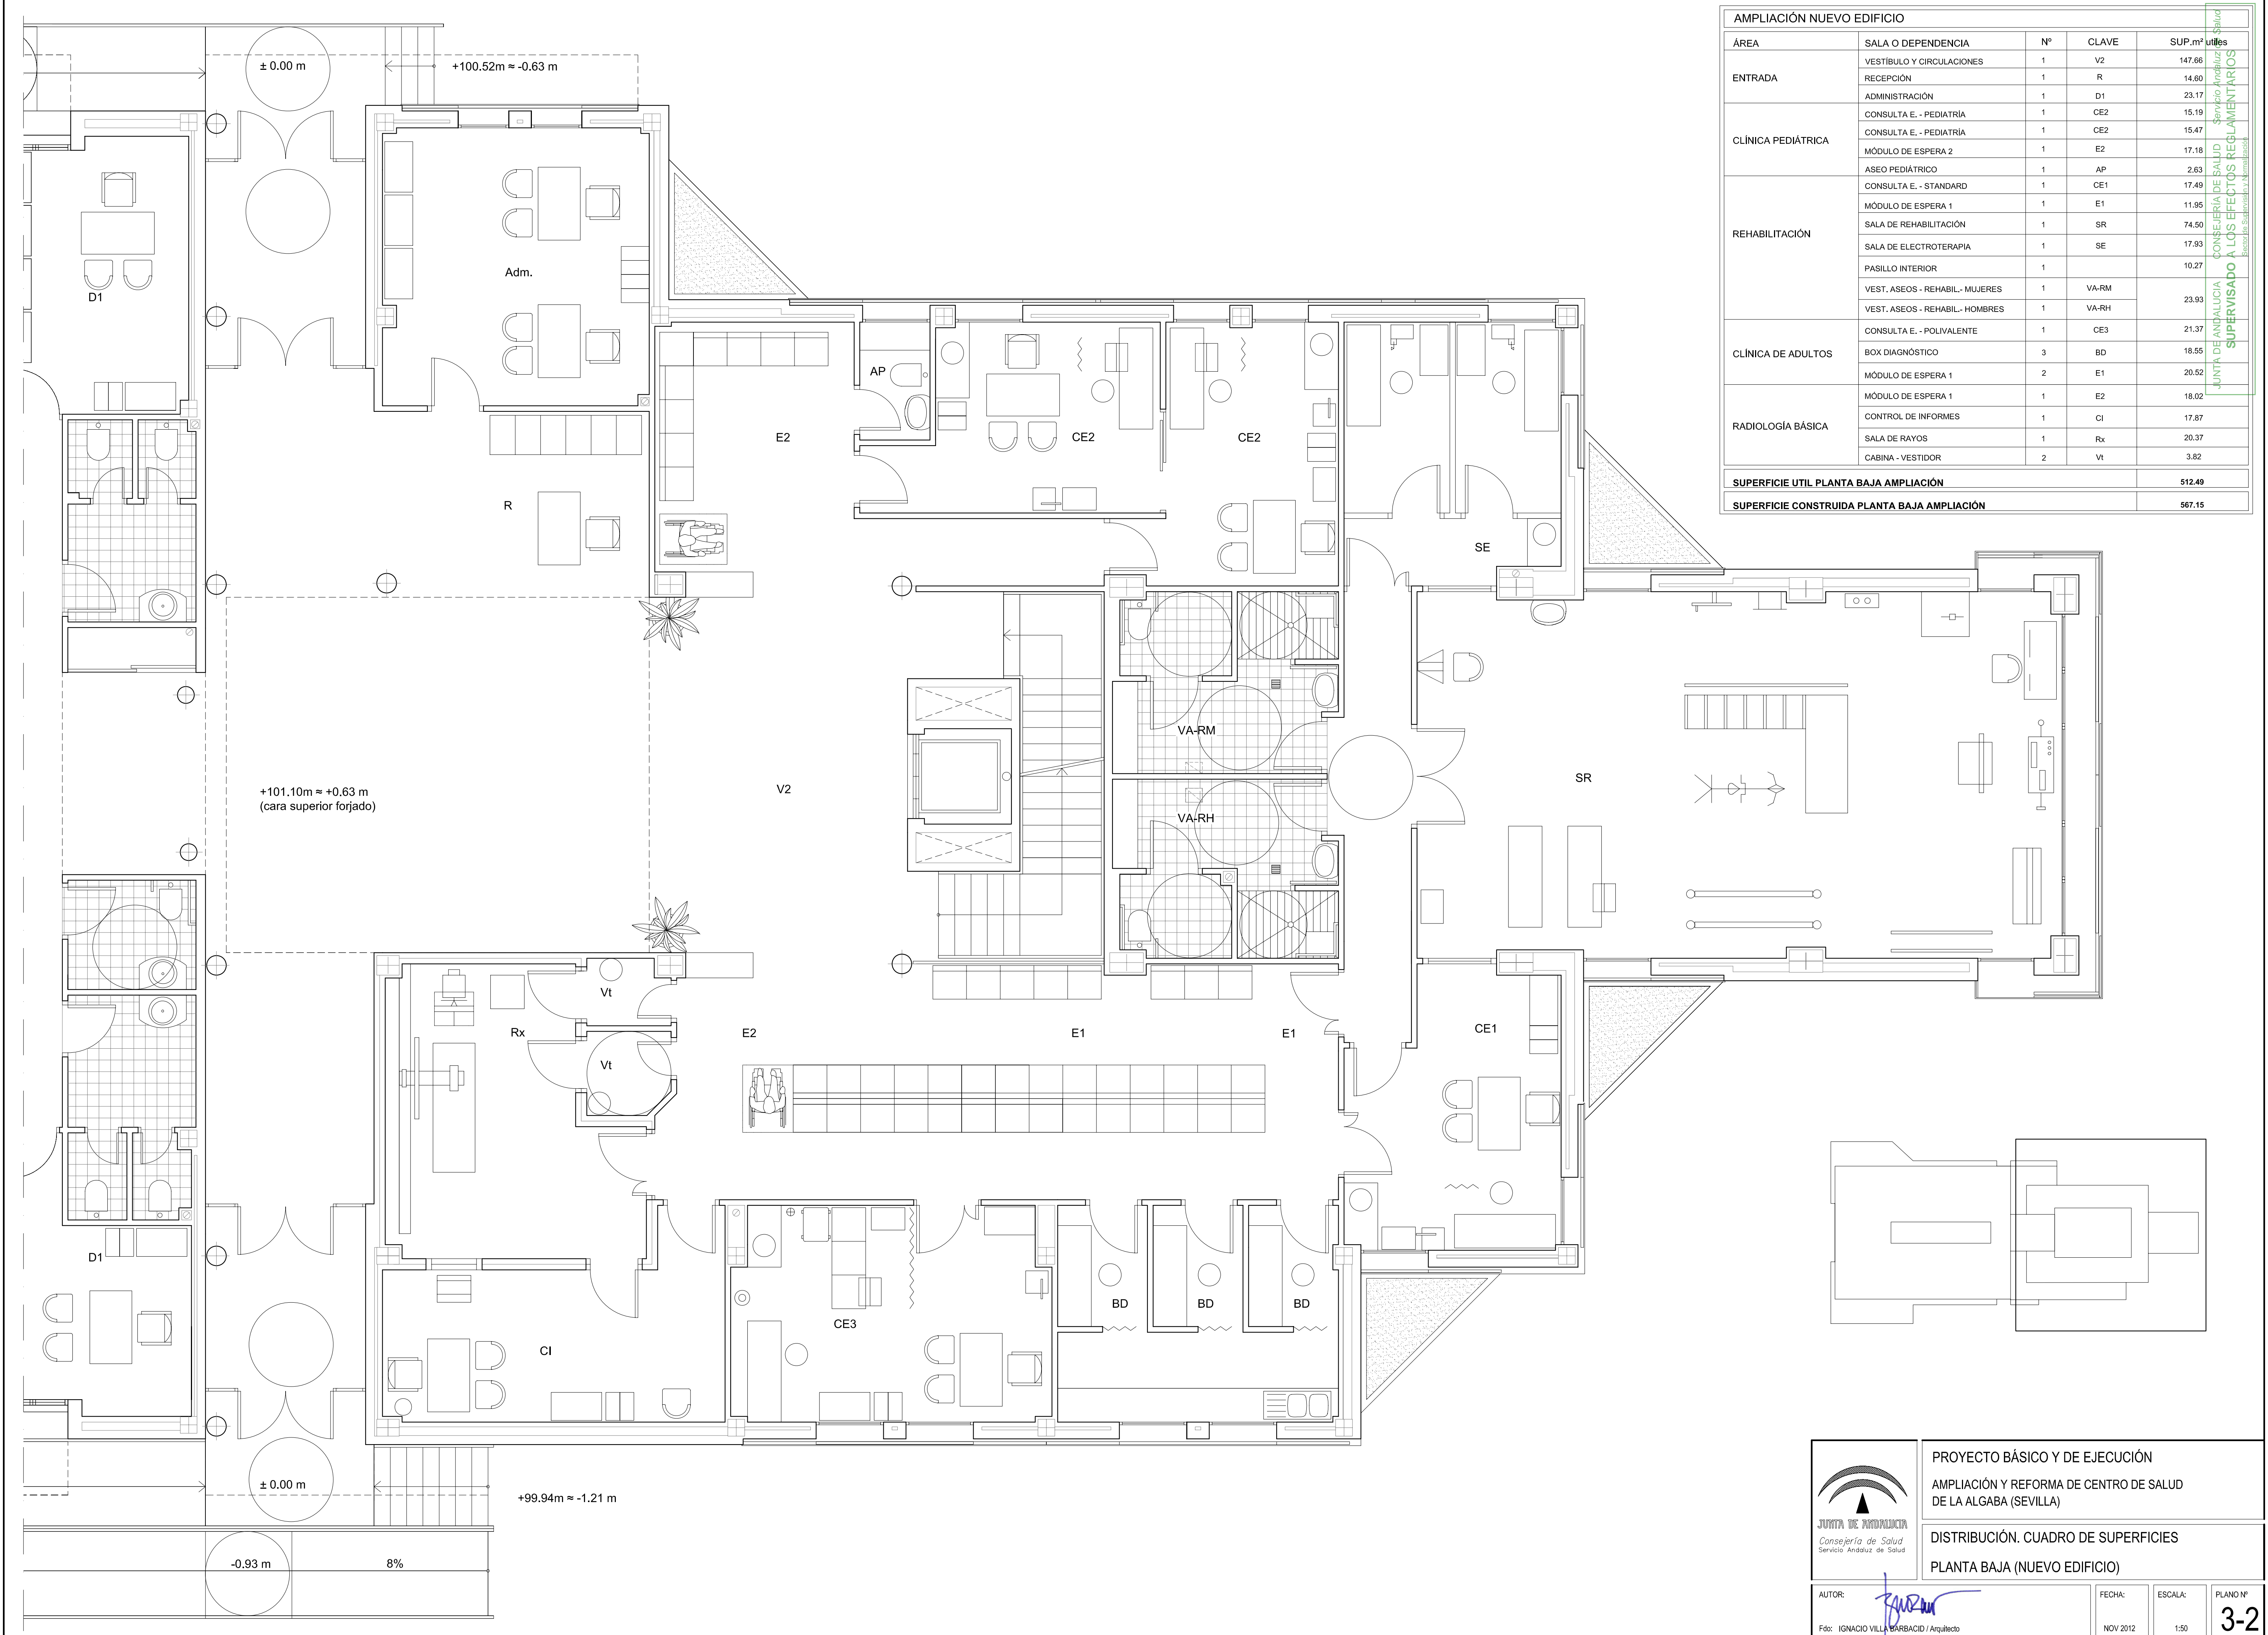 AMPLIACIÓN NUEVO EDIFICIO
ÁREA SALA O DEPENDENCIA Nº CLAVE SUP.m² utiles
ENTRADA
VESTÍBULO Y CIRCULACIONES 1 V2 147.66
RECEPCIÓN 1 R 14.60
ADMINISTRACIÓN 1 D1 23.17
CLÍNICA PEDIÁTRICA
CONSULTA E. - PEDIATRÍA 1 CE2 15.19
CONSULTA E. - PEDIATRÍA 1 CE2 15.47
MÓDULO DE ESPERA 2 1 E2 17.18
ASEO PEDIÁTRICO 1 AP 2.63
REHABILITACIÓN
CONSULTA E. - STANDARD 1 CE1 17.49
MÓDULO DE ESPERA 1 1 E1 11.95
SALA DE REHABILITACIÓN 1 SR 74.50
SALA DE ELECTROTERAPIA 1 SE 17.93
PASILLO INTERIOR 1 10.27
VEST. ASEOS - REHABIL.- MUJERES 1 VA-RM
23.93
VEST. ASEOS - REHABIL.- HOMBRES 1 VA-RH
CLÍNICA DE ADULTOS
CONSULTA E. - POLIVALENTE 1 CE3 21.37
BOX DIAGNÓSTICO 3 BD 18.55
MÓDULO DE ESPERA 1 2 E1 20.52
RADIOLOGÍA BÁSICA
MÓDULO DE ESPERA 1 1 E2 18.02
CONTROL DE INFORMES 1 CI 17.87
SALA DE RAYOS 1 Rx 20.37
CABINA - VESTIDOR 2 Vt 3.82
SUPERFICIE UTIL PLANTA BAJA AMPLIACIÓN 512.49
SUPERFICIE CONSTRUIDA PLANTA BAJA AMPLIACIÓN 567.15
JUNTA DE ANDALUCIA CONSEJERÍA DE SALUD Servicio Andaluz de Salud
SUPERVISADO A LOS EFECTOS REGLAMENTARIOS
Sector de Supervisión y Normalización
± 0.00 m
+100.52m ≈ -0.63 m
D1
Adm.
AP
E2
CE2
CE2
R
SE
VA-RM
VA-RH
V2
SR
+101.10m ≈ +0.63 m
(cara superior forjado)
Vt
Rx
E2
E1
E1
CE1
Vt
D1
BD
BD
BD
CE3
CI
± 0.00 m
+99.94m ≈ -1.21 m
-0.93 m
8%
JUNTA DE ANDALUCIA
Consejería de Salud
Servicio Andaluz de Salud
PROYECTO BÁSICO Y DE EJECUCIÓN
AMPLIACIÓN Y REFORMA DE CENTRO DE SALUD
DE LA ALGABA (SEVILLA)
DISTRIBUCIÓN. CUADRO DE SUPERFICIES
PLANTA BAJA (NUEVO EDIFICIO)
AUTOR:
Fdo: IGNACIO VILLA BARBACID / Arquitecto
FECHA:
NOV 2012
ESCALA:
1:50
PLANO Nº
3-2